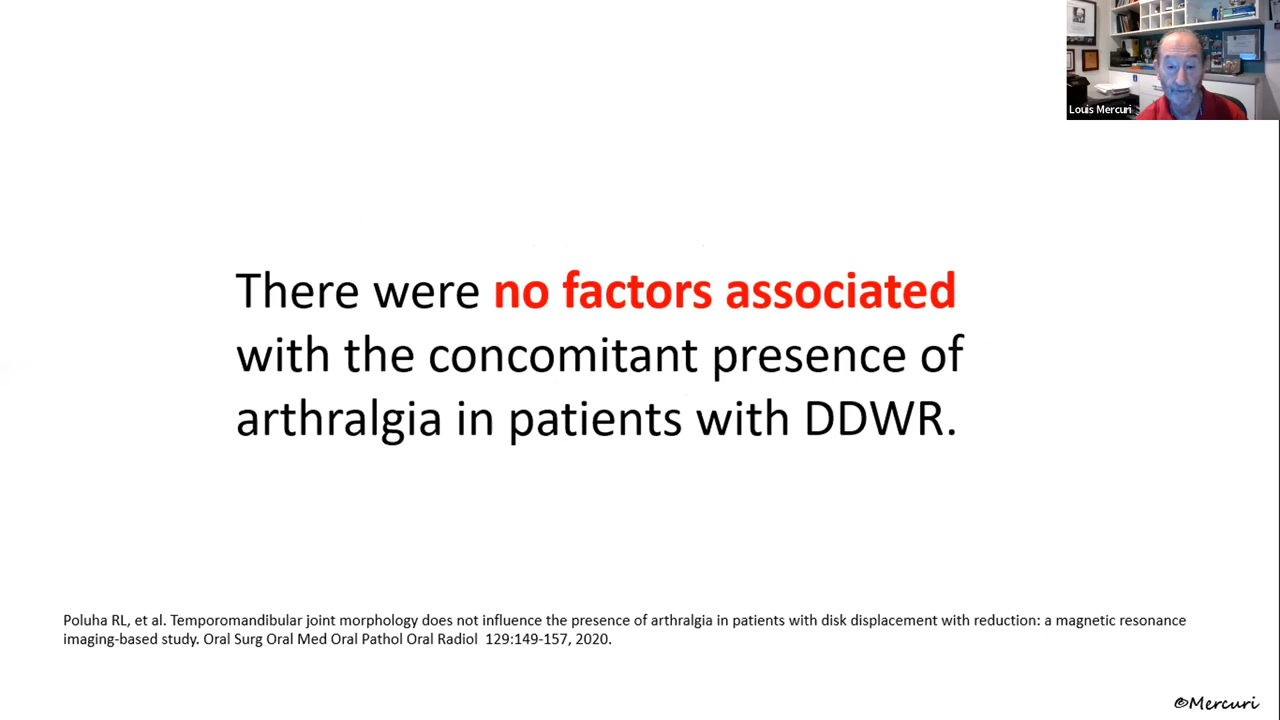 Louis Mercuri
There were no factors associated
with the concomitant presence of
arthralgia in patients with DDWR.
Poluha RL, et al. Temporomandibular joint morphology does not influence the presence of arthralgia in patients with disk displacement with reduction: a magnetic resonance
imaging-based study. Oral Surg Oral Med Oral Pathol Oral Radiol 129:149-157, 2020.
©Mercuri